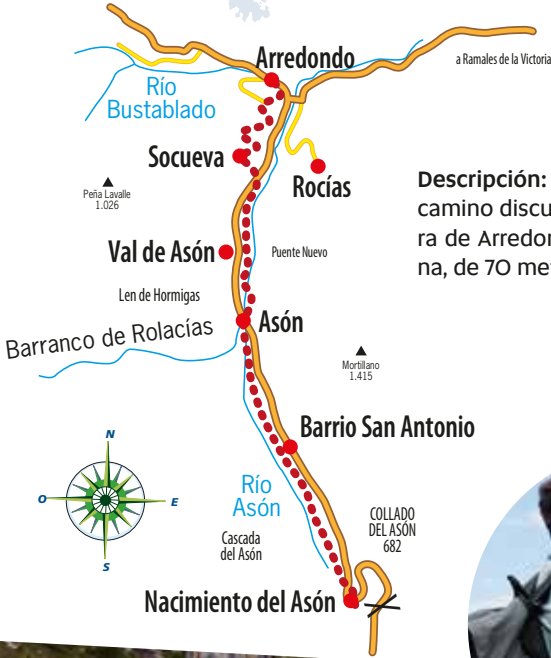 Arredondo
a Ramales de la Victoria
Río
Bustablado
Socueva
Rocías
Peña Lavalle
1.026
Descripción:
camino discu
ra de Arredon
na, de 70 me
Val de Asón
Puente Nuevo
Len de Hormigas
Asón
Barranco de Rolacías
Mortillano
1.415
Barrio San Antonio
N
O
E
S
Río
Asón
Cascada
del Asón
COLLADO
DEL ASÓN
682
Nacimiento del Asón